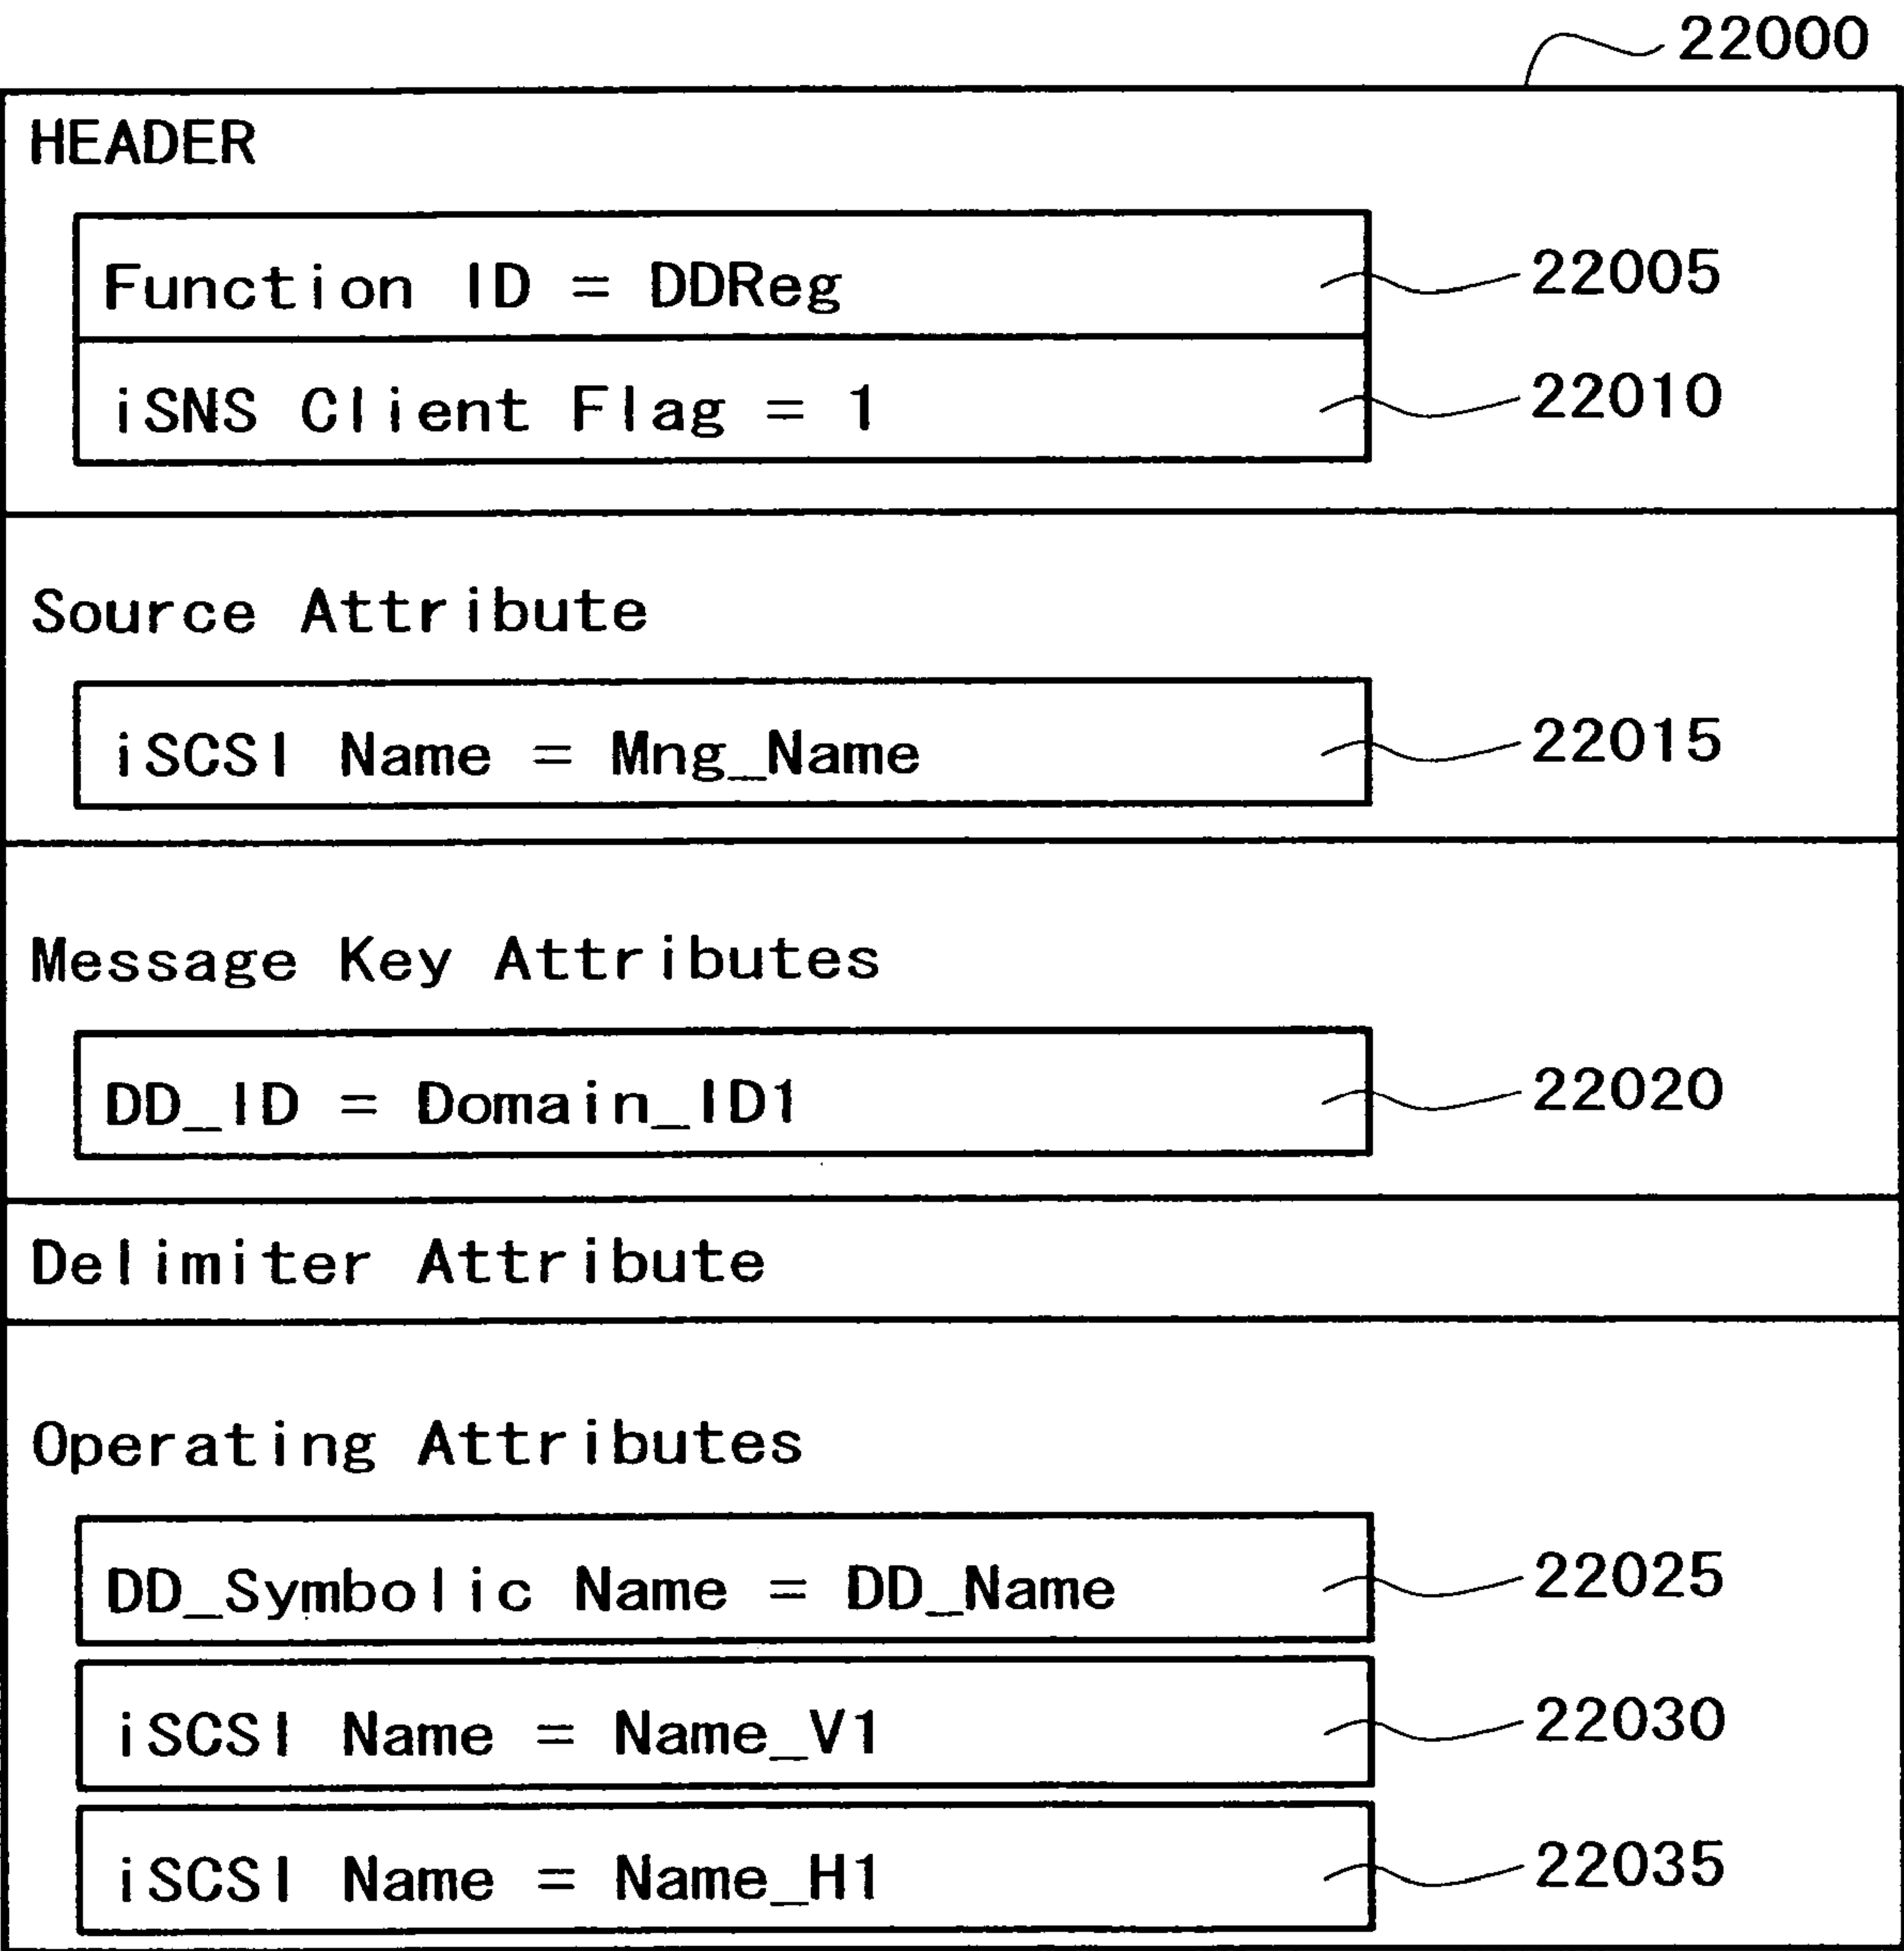 22000
HEADER
Function ID = DDReg 22005
iSNS Client Flag = 1 22010
Source Attribute
iSCSI Name = Mng_Name 22015
Message Key Attributes
DD_ID = Domain_ID1 22020
Delimiter Attribute
Operating Attributes
DD_Symbolic Name = DD_Name 22025
iSCSI Name = Name_V1 22030
iSCSI Name = Name_H1 22035